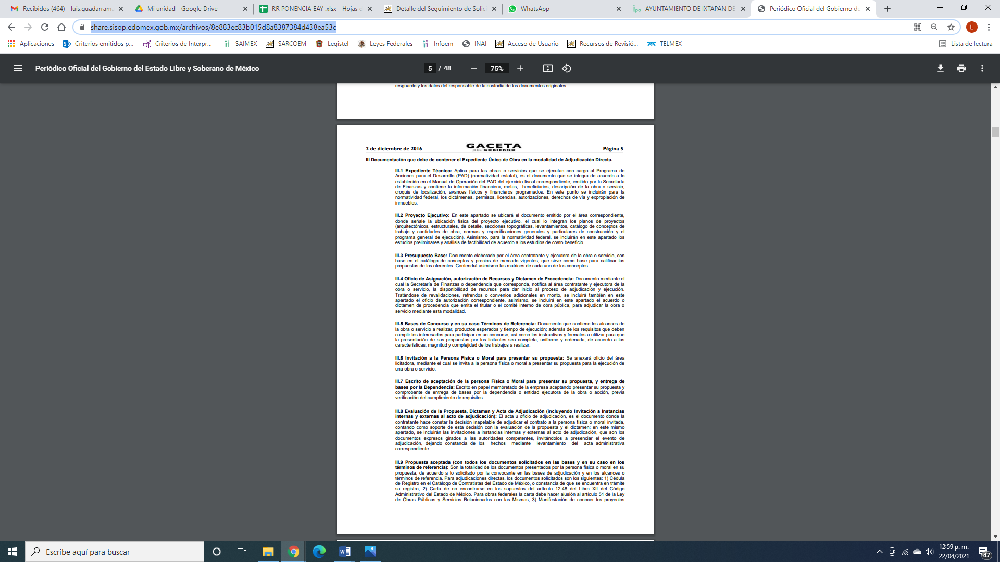 Recibidos (464) - luis.guadarrama
Mi unidad - Google Drive
RR PONENCIA EAY .xlsx - Hojas d
Detalle del Seguimiento de Solici
WhatsApp
AYUNTAMIENTO DE IXTAPAN DE
Periódico Oficial del Gobierno de
share.sisop.edomex.gob.mx/archivos/8e883ec83b015d8a8387384d438ea53c
L
Aplicaciones
Criterios emitidos p...
Criterios de Interpr...
SAIMEX
SARCOEM
Legistel
Leyes Federales
Infoem
INAI
Acceso de Usuario
Recursos de Revisió...
TELMEX
Lista de lectura
Periódico Oficial del Gobierno del Estado Libre y Soberano de México
5 / 48
75%
resguardo y los datos del responsable de la custodia de los documentos originales.
2 de diciembre de 2016
GACETA
DEL GOBIERNO
Página 5
III Documentación que debe de contener el Expediente Único de Obra en la modalidad de Adjudicación Directa.
III.1 Expediente Técnico: Aplica para las obras o servicios que se ejecutan con cargo al Programa de
Acciones para el Desarrollo (PAD) (normatividad estatal), es el documento que se integra de acuerdo a lo
establecido en el Manual de Operación del PAD del ejercicio fiscal correspondiente, emitido por la Secretaría
de Finanzas y contiene la información financiera, metas, beneficiarios, descripción de la obra o servicio,
croquis de localización, avances físicos y financieros programados. En este punto se incluirán para la
normatividad federal, los dictámenes, permisos, licencias, autorizaciones, derechos de vía y expropiación de
inmuebles.
III.2 Proyecto Ejecutivo: En este apartado se ubicará el documento emitido por el área correspondiente,
donde señale la ubicación física del proyecto ejecutivo, el cual lo integran los planos de proyectos
(arquitectónicos, estructurales, de detalle, secciones topográficas, levantamientos, catálogo de conceptos de
trabajo y cantidades de obra, normas y especificaciones generales y particulares de construcción y el
programa general de ejecución). Asimismo, para la normatividad federal, se incluirán en este apartado los
estudios preliminares y análisis de factibilidad de acuerdo a los estudios de costo beneficio.
III.3 Presupuesto Base: Documento elaborado por el área contratante y ejecutora de la obra o servicio, con
base en el catálogo de conceptos y precios de mercado vigentes, que sirve como base para calificar las
propuestas de los oferentes. Contendrá asimismo las matrices de cada uno de los conceptos.
III.4 Oficio de Asignación, autorización de Recursos y Dictamen de Procedencia: Documento mediante el
cual la Secretaría de Finanzas o dependencia que corresponda, notifica al área contratante y ejecutora de la
obra o servicio, la disponibilidad de recursos para dar inicio al proceso de adjudicación y ejecución.
Tratándose de revalidaciones, refrendos o convenios adicionales en monto, se incluirá también en este
apartado el oficio de autorización correspondiente, asimismo, se incluirá en este apartado el acuerdo o
dictamen de procedencia que emita el titular o el comité interno de obra pública, para adjudicar la obra o
servicio mediante esta modalidad.
III.5 Bases de Concurso y en su caso Términos de Referencia: Documento que contiene los alcances de
la obra o servicio a realizar, productos esperados y tiempo de ejecución; además de los requisitos que deben
cumplir los interesados para participar en un concurso, así como los instructivos y formatos a utilizar para que
la presentación de sus propuestas por los licitantes sea completa, uniforme y ordenada, de acuerdo a las
características, magnitud y complejidad de los trabajos a realizar.
III.6 Invitación a la Persona Física o Moral para presentar su propuesta: Se anexará oficio del área
licitadora, mediante el cual se invita a la persona física o moral a presentar su propuesta para la ejecución de
una obra o servicio.
III.7 Escrito de aceptación de la persona Física o Moral para presentar su propuesta, y entrega de
bases por la Dependencia: Escrito en papel membretado de la empresa aceptando presentar su propuesta y
comprobante de entrega de bases por la dependencia o entidad ejecutora de la obra o acción, previa
verificación del cumplimiento de requisitos.
III.8 Evaluación de la Propuesta, Dictamen y Acta de Adjudicación (incluyendo Invitación a Instancias
internas y externas al acto de adjudicación): El acta u oficio de adjudicación, es el documento donde la
contratante hace constar la decisión inapelable de adjudicar el contrato a la persona física o moral invitada,
contando como soporte de esta decisión con la evaluación de la propuesta y el dictamen; en este mismo
apartado, se incluirán las invitaciones a instancias internas y externas al acto de adjudicación, que son los
documentos expresos girados a las autoridades competentes, invitándolos a presenciar el evento de
adjudicación, dejando constancia de los hechos mediante levantamiento del acta administrativa
correspondiente.
III.9 Propuesta aceptada (con todos los documentos solicitados en las bases y en su caso en los
términos de referencia): Son la totalidad de los documentos presentados por la persona física o moral en su
propuesta, de acuerdo a lo solicitado por la convocante en las bases de adjudicación y en los alcances o
términos de referencia. Para adjudicaciones directas, los documentos solicitados son los siguientes: 1) Cédula
de Registro en el Catálogo de Contratistas del Estado de México, o constancia de que se encuentra en trámite
su registro, 2) Carta de no encontrarse en los supuestos del artículo 12.48 del Libro XII del Código
Administrativo del Estado de México. Para obras federales la carta debe hacer alusión al artículo 51 de la Ley
de Obras Públicas y Servicios Relacionados con las Mismas, 3) Manifestación de conocer los proyectos
Escribe aquí para buscar
12:59 p. m.
22/04/2021
47